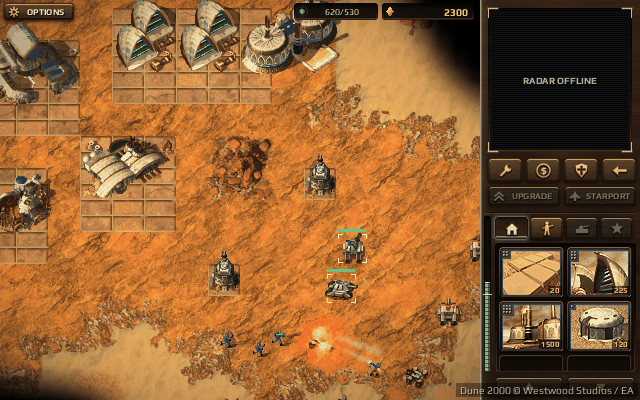 OPTIONS
620/530
2300
RADAR OFFLINE
UPGRADE
STARPORT
20
225
1500
120
Dune 2000 © Westwood Studios / EA